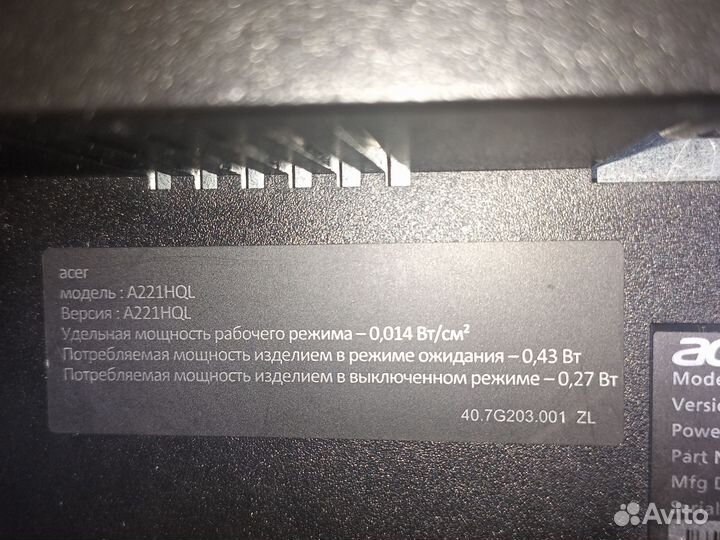 acer
модель : A221HQL
Версия : A221HQL
Удельная мощность рабочего режима – 0,014 Вт/см²
Потребляемая мощность изделием в режиме ожидания – 0,43 Вт
Потребляемая мощность изделием в выключенном режиме – 0,27 Вт
40.7G203.001 ZL
ac
Mode
Versi
Powe
Part N
Mfg D
Serial
Avito